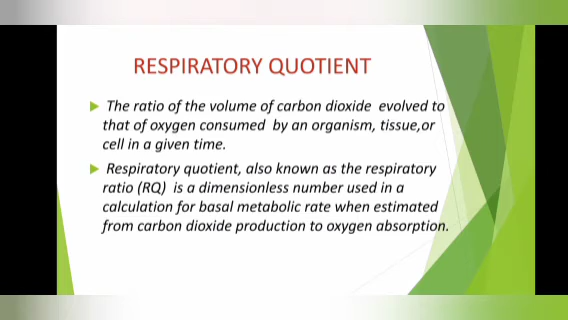 RESPIRATORY QUOTIENT
The ratio of the volume of carbon dioxide evolved to
that of oxygen consumed by an organism, tissue,or
cell in a given time.
Respiratory quotient, also known as the respiratory
ratio (RQ) is a dimensionless number used in a
calculation for basal metabolic rate when estimated
from carbon dioxide production to oxygen absorption.